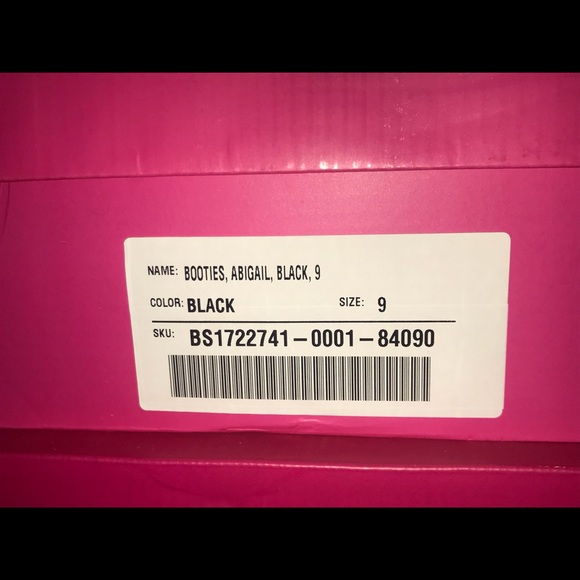 NAME: BOOTIES, ABIGAIL, BLACK, 9
COLOR: BLACK SIZE: 9
SKU: BS1722741-0001-84090